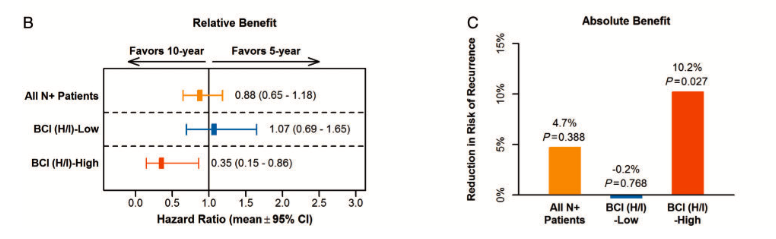 B
Relative Benefit
Favors 10-year
Favors 5-year
All N+ Patients
0.88 (0.65 - 1.18)
BCI (H/I)-Low
1.07 (0.69 - 1.65)
BCI (H/I)-High
0.35 (0.15 - 0.86)
0.0 0.5 1.0 1.5 2.0 2.5 3.0
Hazard Ratio (mean ± 95% CI)
C
Absolute Benefit
Reduction in Risk of Recurrence
15%
10%
5%
0%
4.7%
P=0.388
-0.2%
P=0.768
10.2%
P=0.027
All N+
Patients
BCI (H/I)
-Low
BCI (H/I)
-High